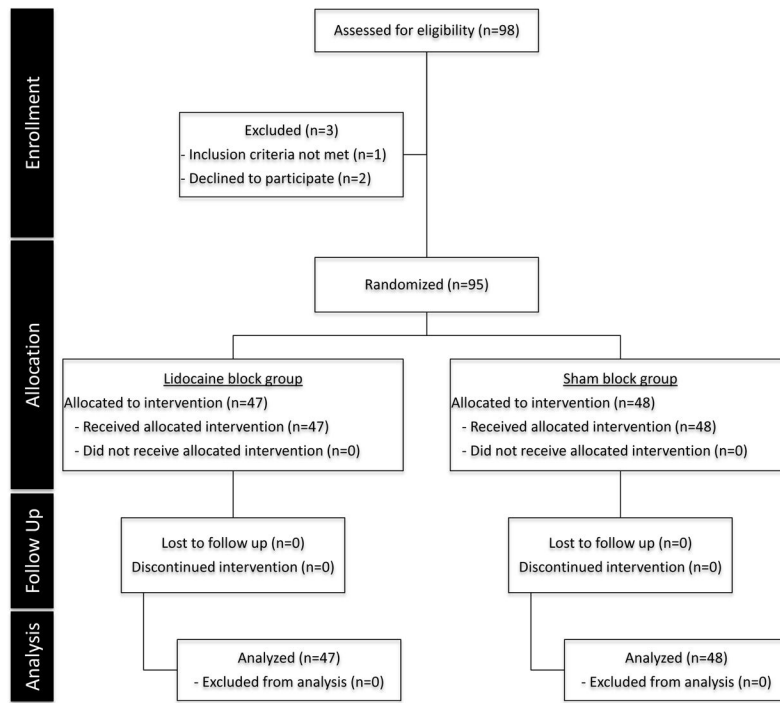 Enrollment
Assessed for eligibility (n=98)
Excluded (n=3)
- Inclusion criteria not met (n=1)
- Declined to participate (n=2)
Allocation
Randomized (n=95)
Lidocaine block group
Allocated to intervention (n=47)
- Received allocated intervention (n=47)
- Did not receive allocated intervention (n=0)
Sham block group
Allocated to intervention (n=48)
- Received allocated intervention (n=48)
- Did not receive allocated intervention (n=0)
Follow Up
Lost to follow up (n=0)
Discontinued intervention (n=0)
Lost to follow up (n=0)
Discontinued intervention (n=0)
Analysis
Analyzed (n=47)
- Excluded from analysis (n=0)
Analyzed (n=48)
- Excluded from analysis (n=0)